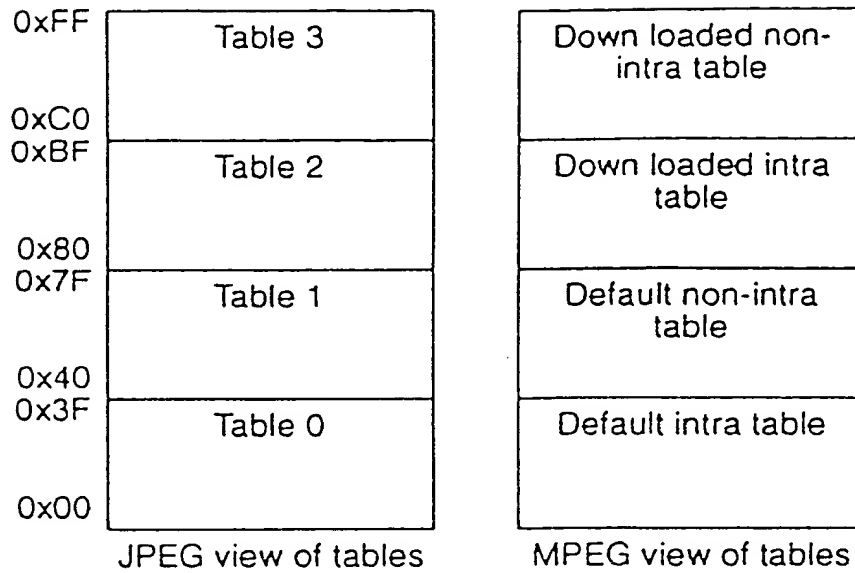 0xFF
Table 3
0xC0
0xBF
Table 2
0x80
0x7F
Table 1
0x40
0x3F
Table 0
0x00
JPEG view of tables
Down loaded non-
intra table
Down loaded intra
table
Default non-intra
table
Default intra table
MPEG view of tables